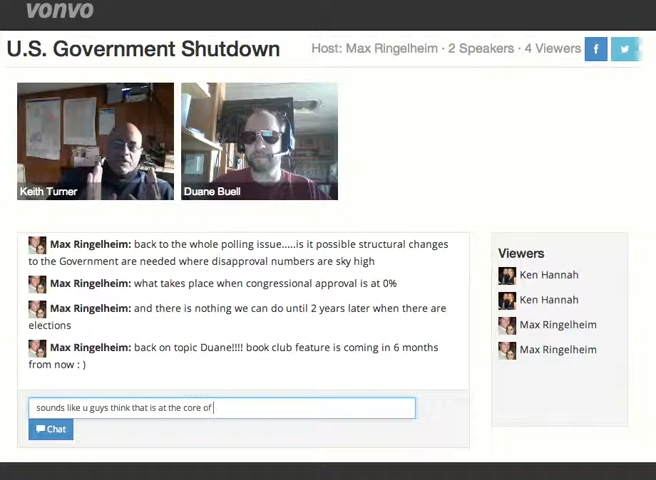 vonvo
U.S. Government Shutdown
Host: Max Ringelheim · 2 Speakers · 4 Viewers
f
Keith Turner
Duane Buell
Max Ringelheim: back to the whole polling issue.....is it possible structural changes
to the Government are needed where disapproval numbers are sky high
Max Ringelheim: what takes place when congressional approval is at 0%
Max Ringelheim: and there is nothing we can do until 2 years later when there are
elections
Max Ringelheim: back on topic Duane!!!! book club feature is coming in 6 months
from now : )
sounds like u guys think that is at the core of
Chat
Viewers
Ken Hannah
Ken Hannah
Max Ringelheim
Max Ringelheim